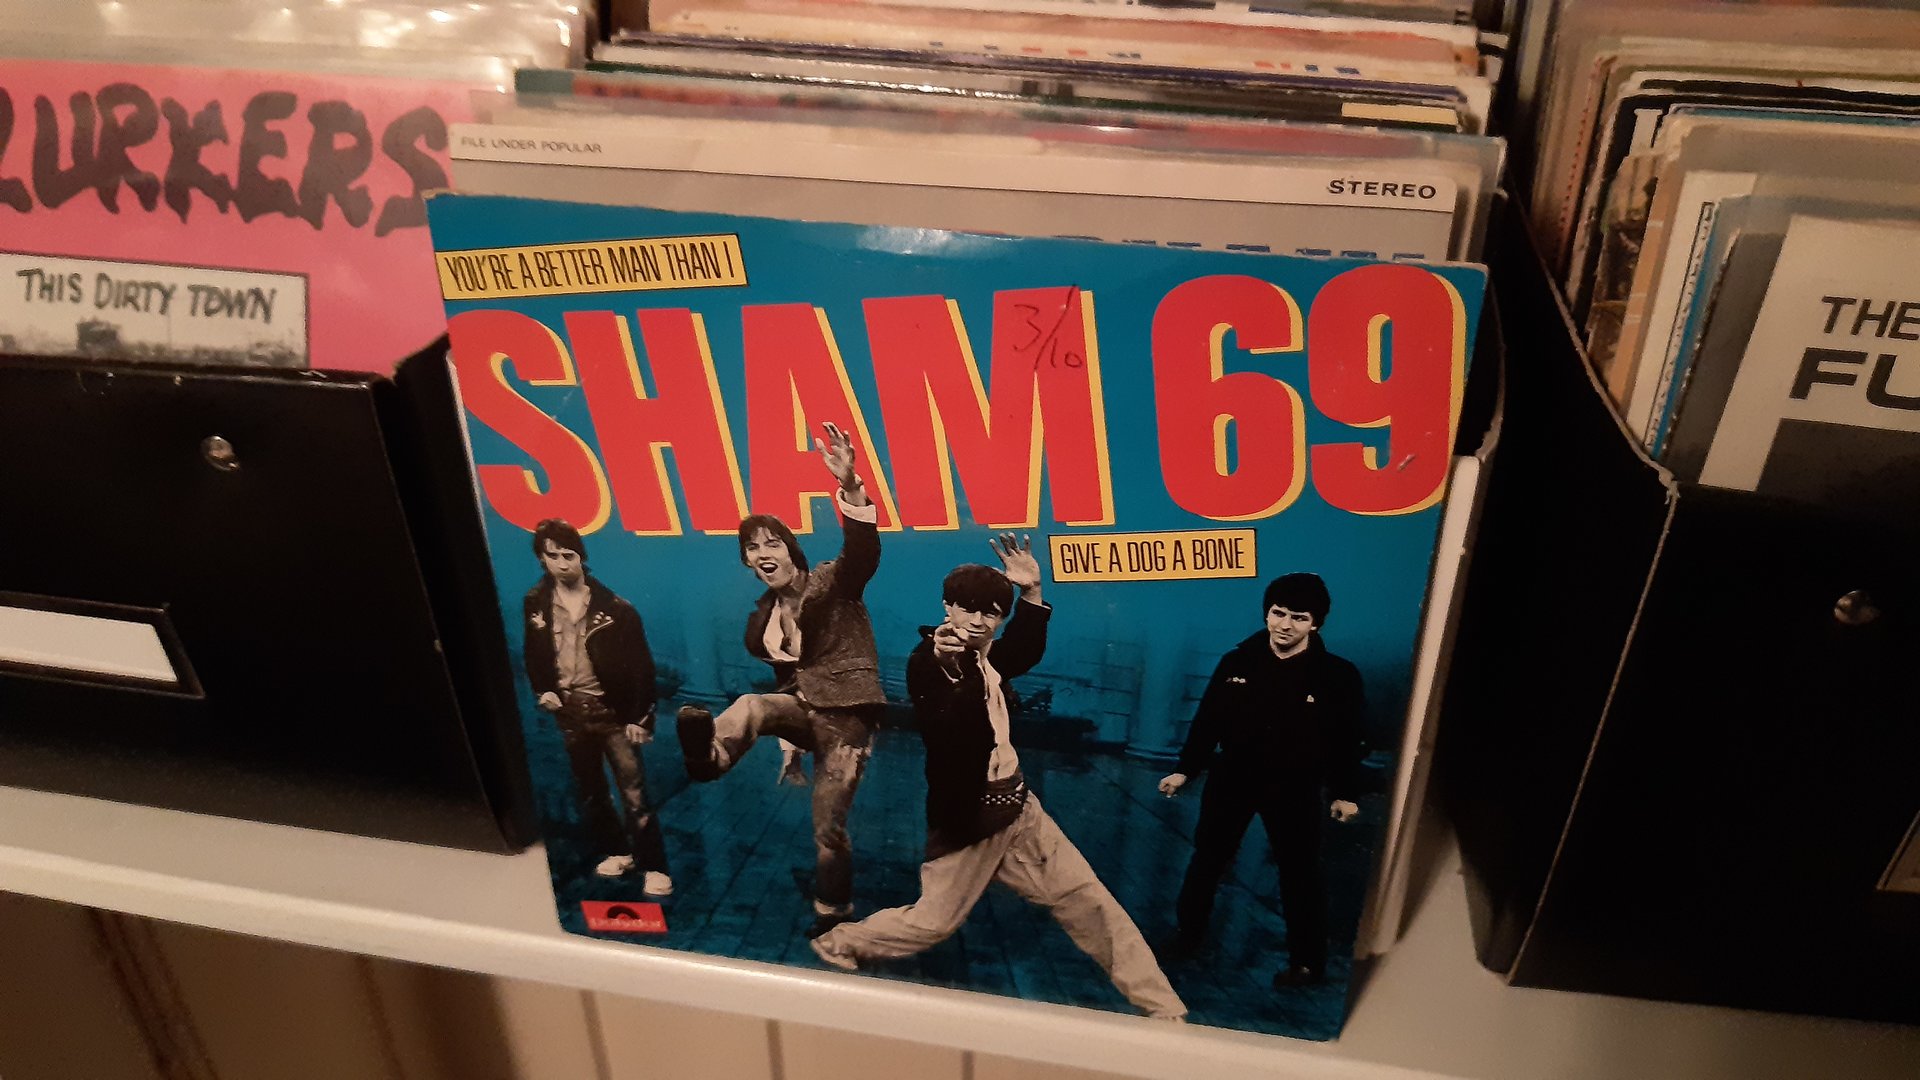 LURKERS
THIS DIRTY TOWN
FILE UNDER POPULAR
STEREO
YOU'RE A BETTER MAN THAN I
SHAM 69
3/10
GIVE A DOG A BONE
Polydor
THE
FU